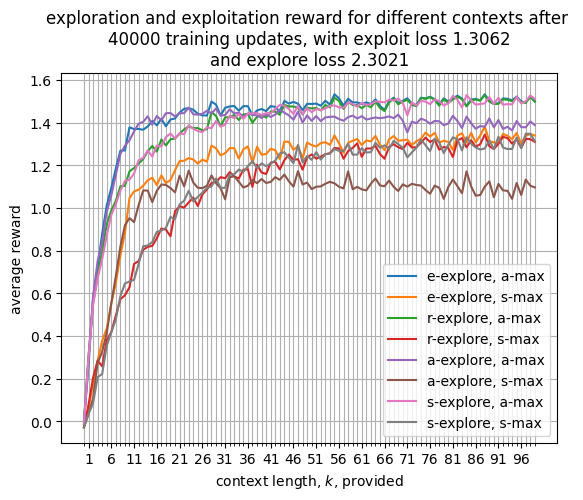 exploration and exploitation reward for different contexts after
40000 training updates, with exploit loss 1.3062
and explore loss 2.3021
1.6
1.4
1.2
1.0
0.8
0.6
0.4
0.2
0.0
average reward
e-explore, a-max
e-explore, s-max
r-explore, a-max
r-explore, s-max
a-explore, a-max
a-explore, s-max
s-explore, a-max
s-explore, s-max
1 6 11 16 21 26 31 36 41 46 51 56 61 66 71 76 81 86 91 96
context length, k, provided